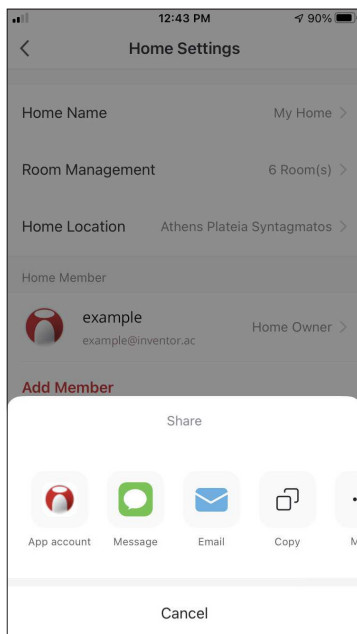 12:43 PM 90%
Home Settings
Home Name My Home
Room Management 6 Room(s)
Home Location Athens Plateia Syntagmatos
Home Member
example
example@inventor.ac
Home Owner
Add Member
Share
App account Message Email Copy
Cancel